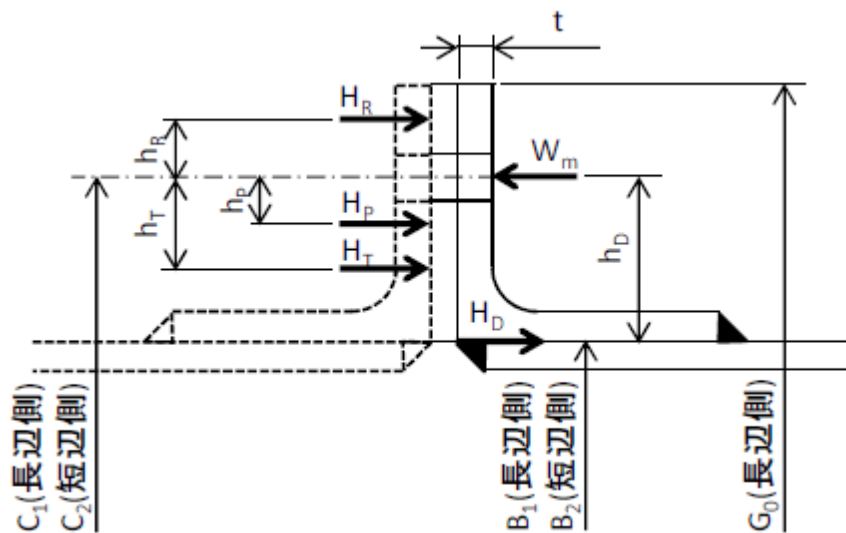 t
H_R
h_R
W_m
h_P
h_T
H_P
h_D
H_T
H_D
C_1(長辺側)
C_2(短辺側)
B_1(長辺側)
B_2(短辺側)
G_0(長辺側)